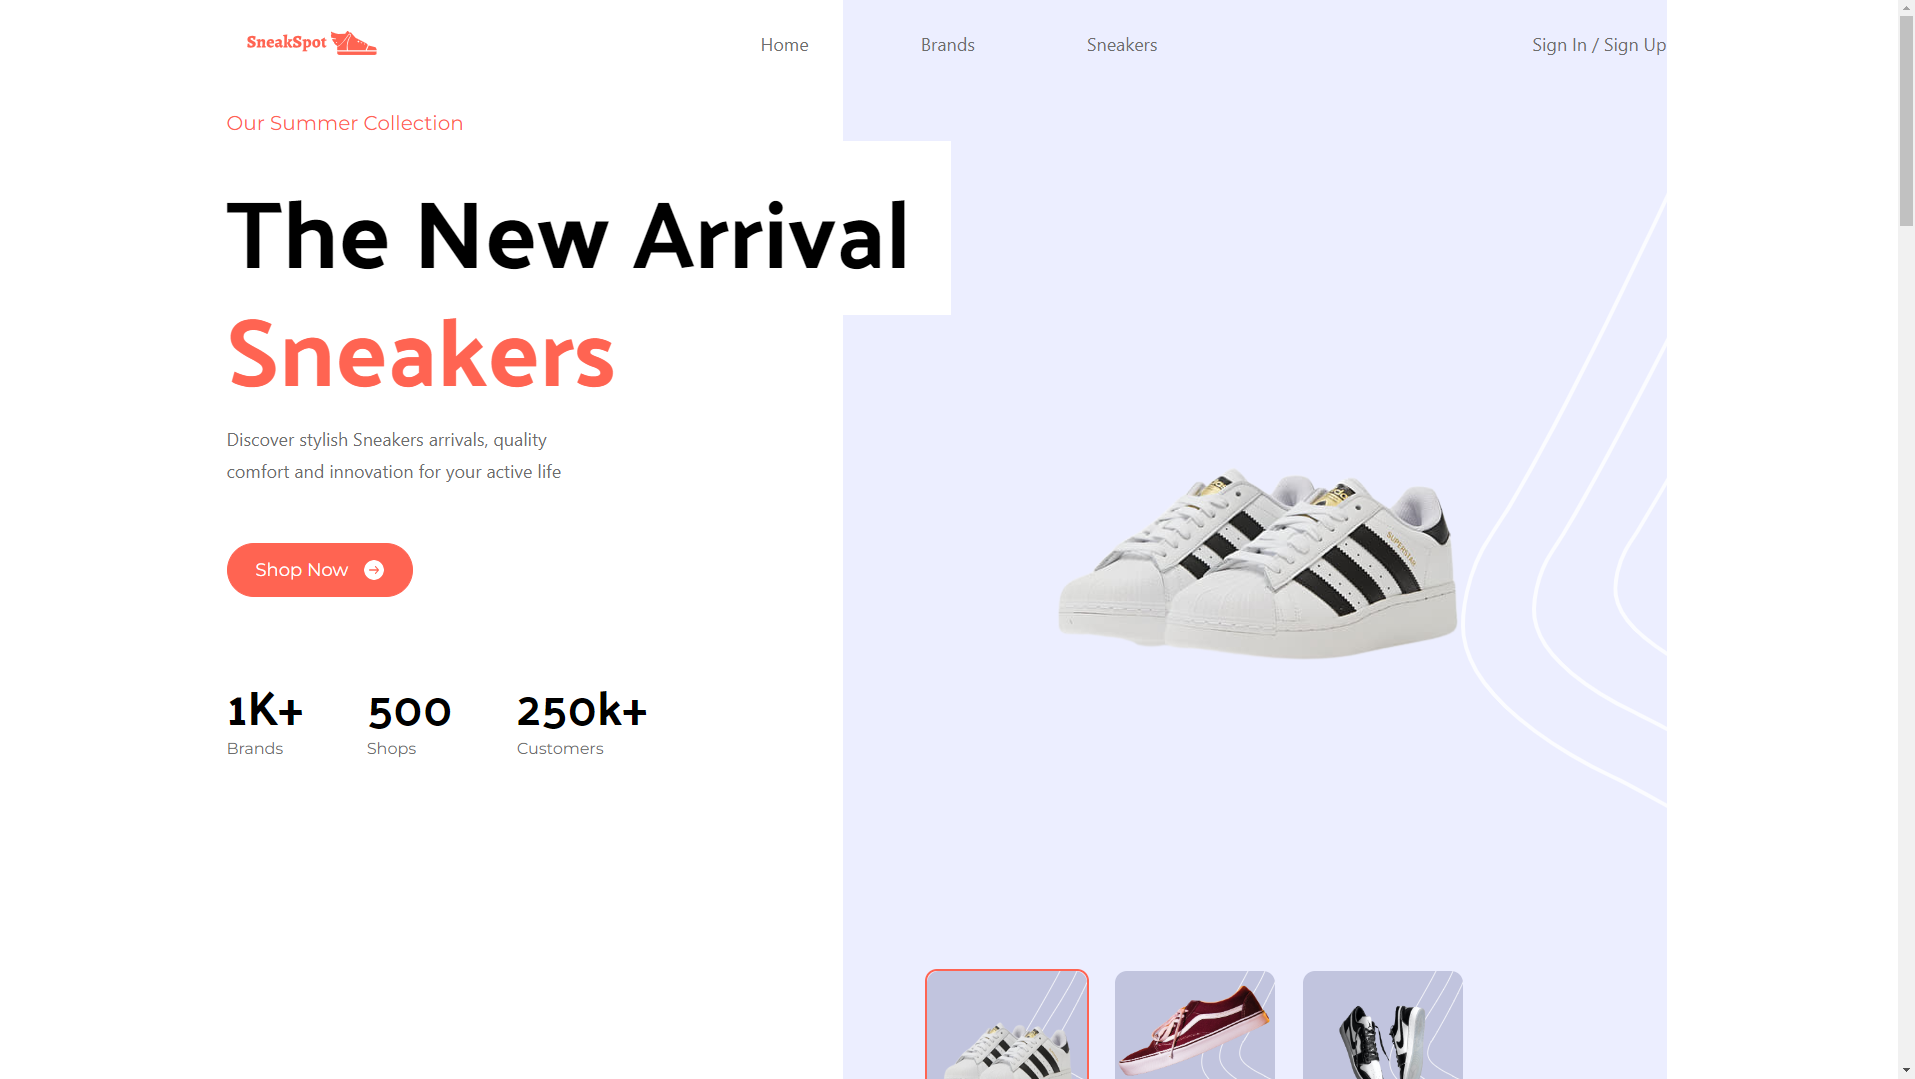 SneakSpot
Home
Brands
Sneakers
Sign In / Sign Up
Our Summer Collection
The New Arrival
Sneakers
Discover stylish Sneakers arrivals, quality
comfort and innovation for your active life
Shop Now
1K+
Brands
500
Shops
250k+
Customers
SUPERSTAR